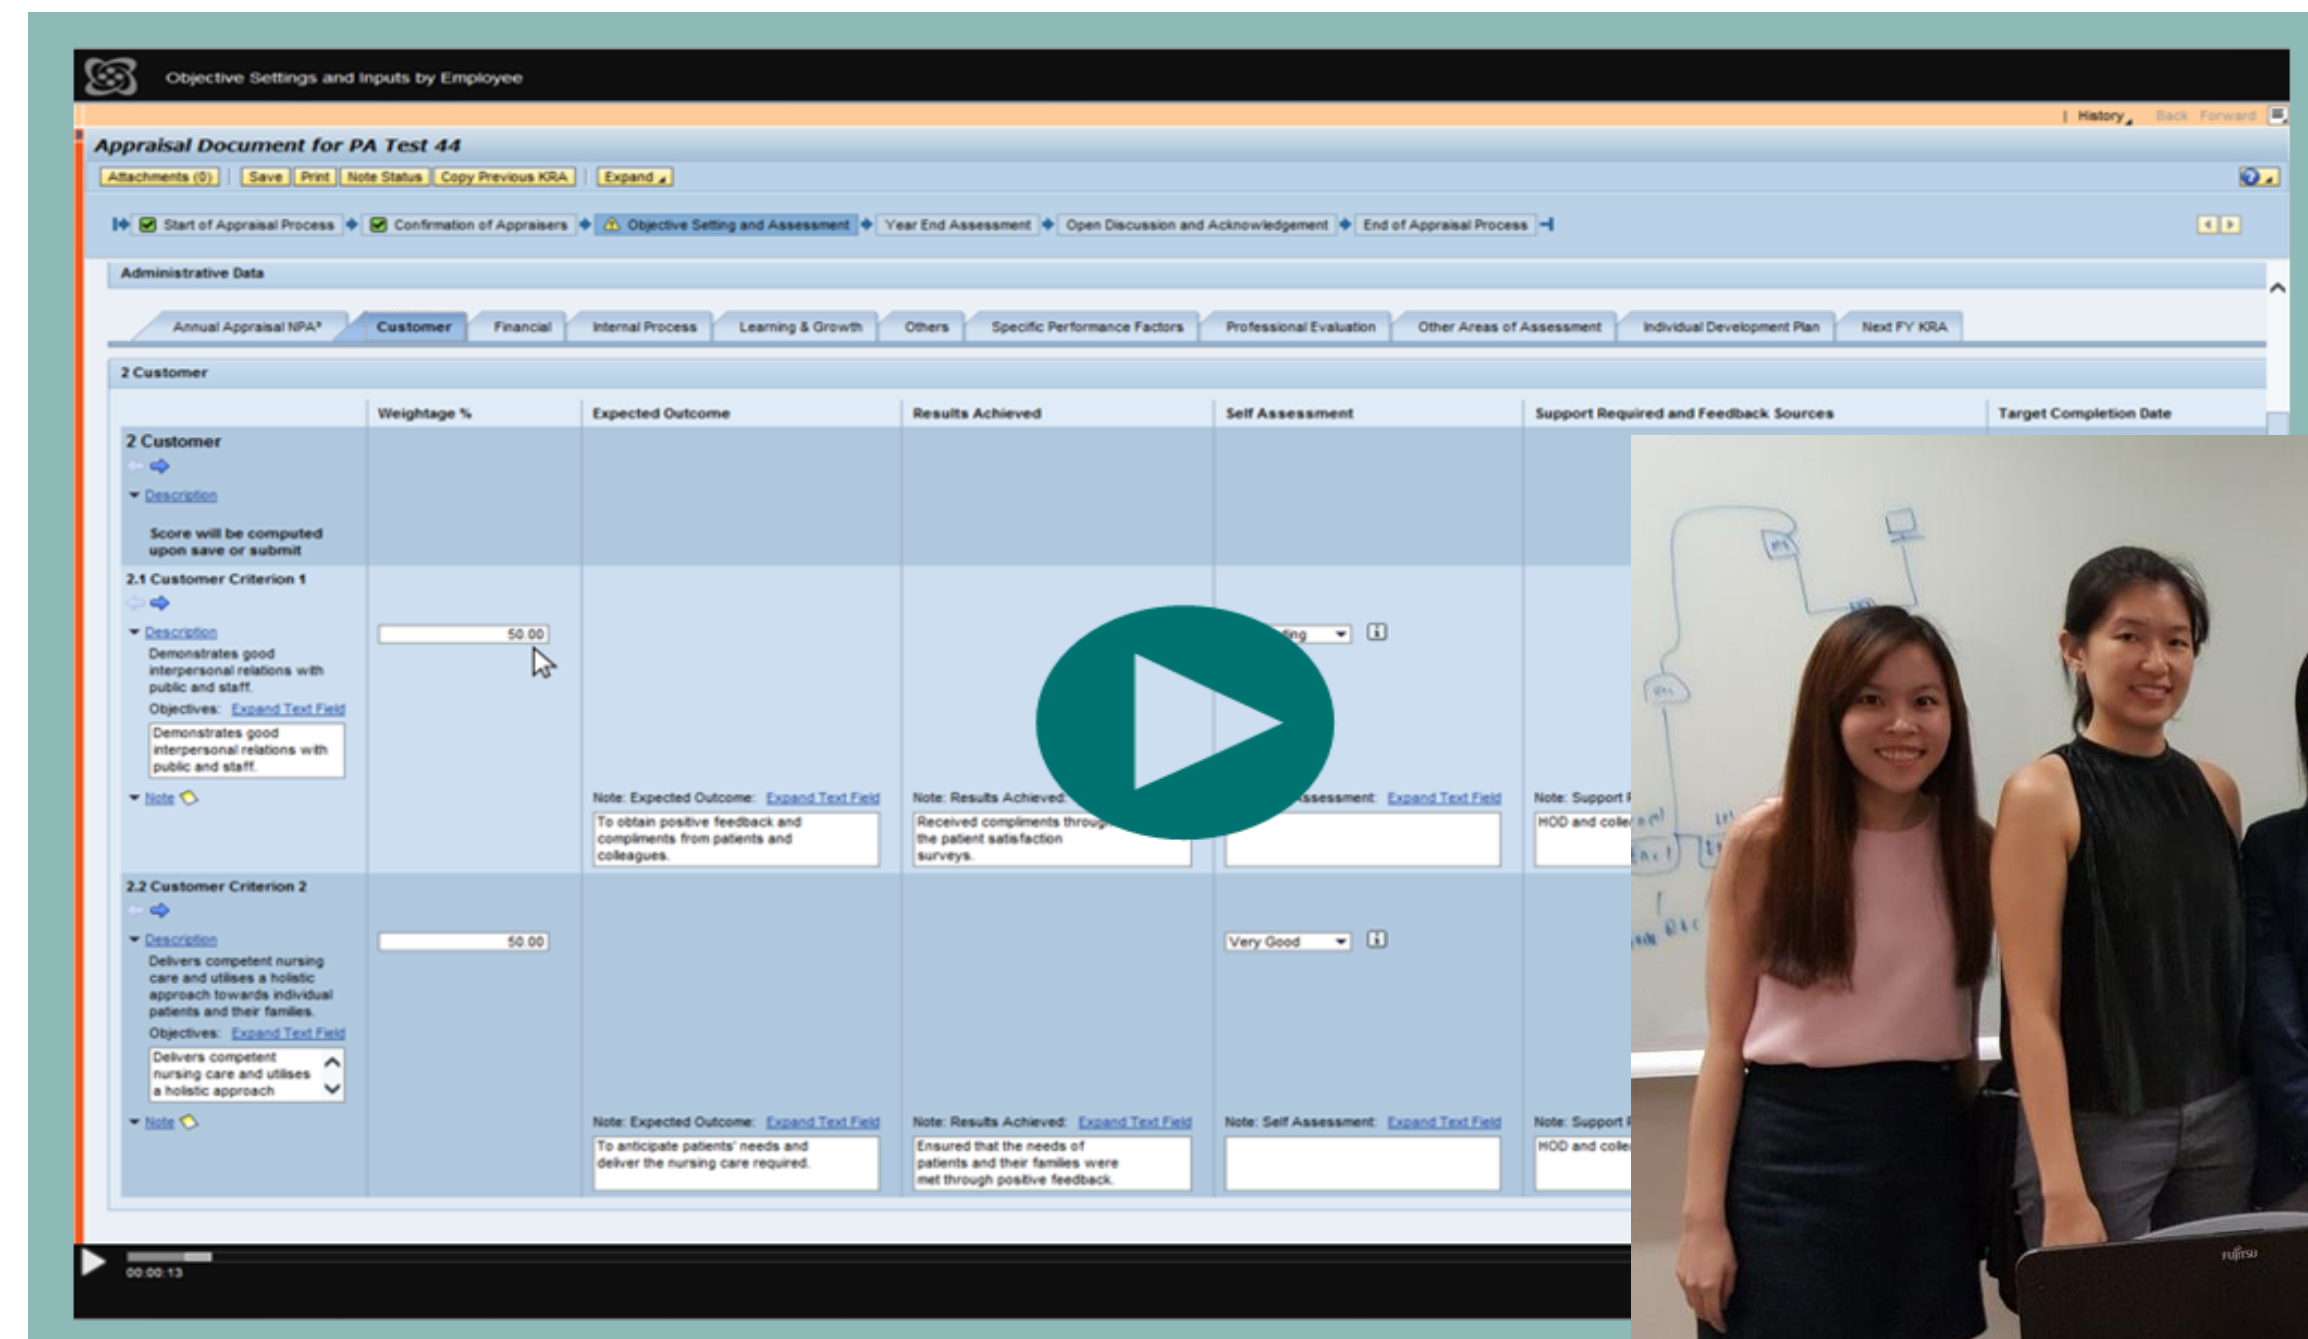 Objective Settings and Inputs by Employee
| History Back Forward
Appraisal Document for PA Test 44
Attachments (0) Save Print Note Status Copy Previous KRA Expand
Start of Appraisal Process Confirmation of Appraisers Objective Setting and Assessment Year End Assessment Open Discussion and Acknowledgement End of Appraisal Process
Administrative Data
Annual Appraisal NPA* Customer Financial Internal Process Learning & Growth Others Specific Performance Factors Professional Evaluation Other Areas of Assessment Individual Development Plan Next FY KRA
2 Customer
Weightage % Expected Outcome Results Achieved Self Assessment Support Required and Feedback Sources Target Completion Date
2 Customer
Description
Score will be computed
upon save or submit
2.1 Customer Criterion 1
Description 50.00
Demonstrates good
interpersonal relations with
public and staff.
Objectives: Expand Text Field
Demonstrates good
interpersonal relations with
public and staff.
Note Note: Expected Outcome: Expand Text Field Note: Results Achieved: Expand Text Field Note: Support
To obtain positive feedback and
compliments from patients and
colleagues.
Received compliments through
the patient satisfaction
surveys.
HOD and
2.2 Customer Criterion 2
Description 50.00 Very Good
Delivers competent nursing
care and utilises a holistic
approach towards individual
patients and their families.
Objectives: Expand Text Field
Delivers competent
nursing care and utilises
a holistic approach
Note Note: Expected Outcome: Expand Text Field Note: Results Achieved: Expand Text Field Note: Self Assessment: Expand Text Field Note: Support
To anticipate patients' needs and
deliver the nursing care required.
Ensured that the needs of
patients and their families were
met through positive feedback.
HOD and
00:00:13
FUJITSU